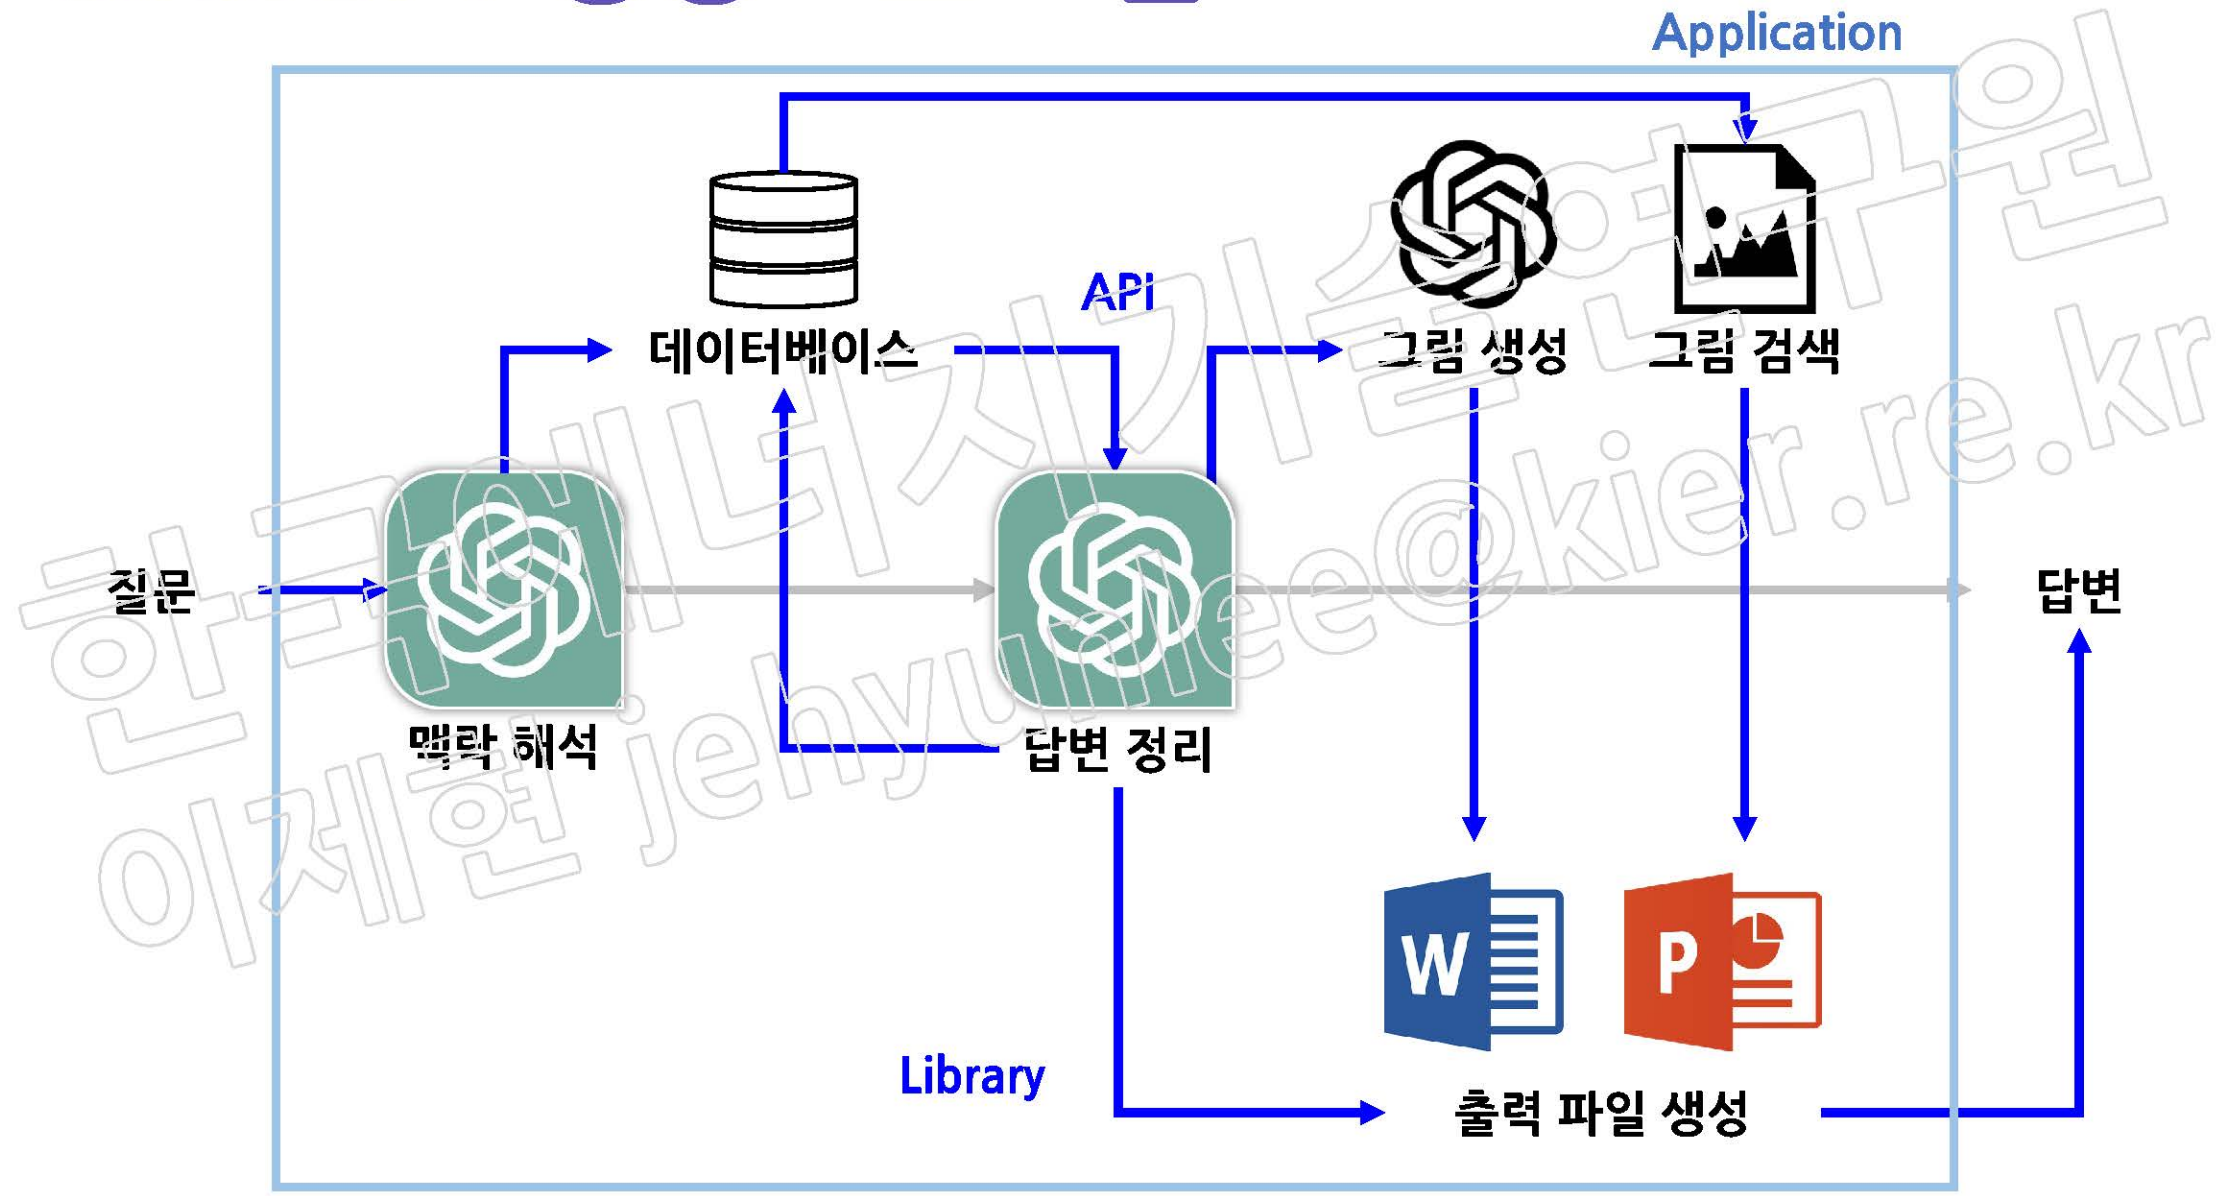 Application
API
데이터베이스
그림 생성
그림 검색
질문
답변
맥락 해석
답변 정리
W
P
Library
출력 파일 생성
한국에너지기술연구원
이제현 jehyunlee@kier.re.kr